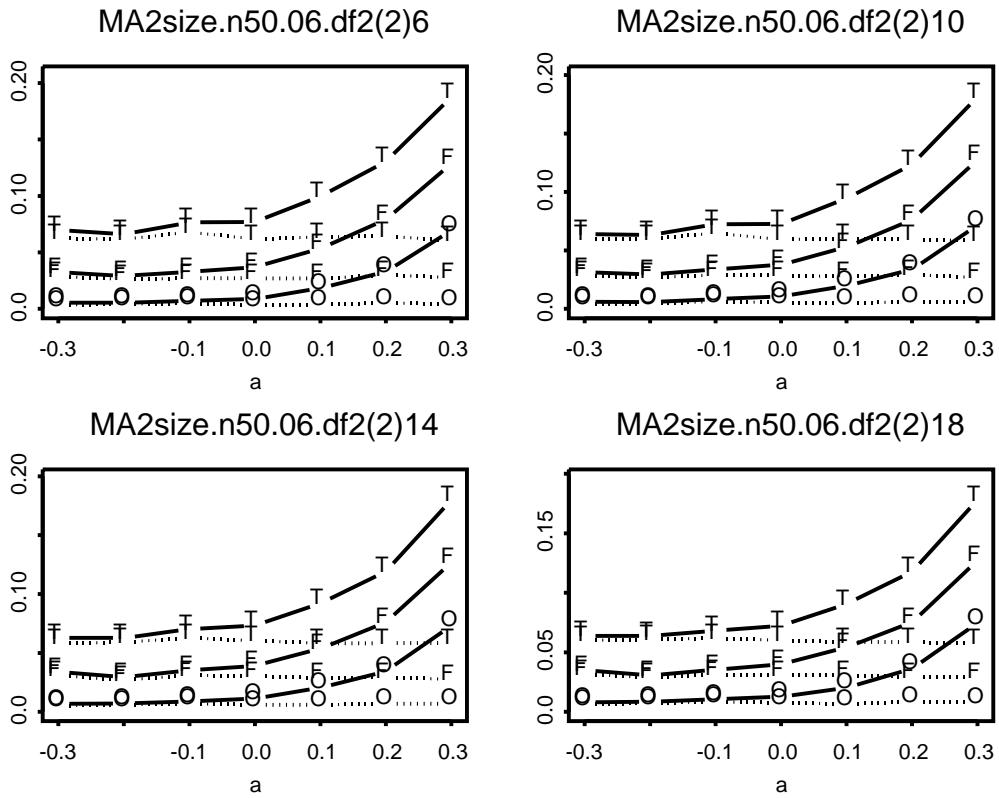 MA2size.n50.06.df2(2)6
0.20
0.10
0.0
T T T T T T T
F F F F F F F
O O O O O O O
T T T T T T T
F F F F F F F
O O O O O O O
-0.3 -0.1 0.0 0.1 0.2 0.3
a
MA2size.n50.06.df2(2)10
0.20
0.10
0.0
T T T T T T T
F F F F F F F
O O O O O O O
T T T T T T T
F F F F F F F
O O O O O O O
-0.3 -0.1 0.0 0.1 0.2 0.3
a
MA2size.n50.06.df2(2)14
0.20
0.10
0.0
T T T T T T T
F F F F F F F
O O O O O O O
T T T T T T T
F F F F F F F
O O O O O O O
-0.3 -0.1 0.0 0.1 0.2 0.3
a
MA2size.n50.06.df2(2)18
0.15
0.05
0.0
T T T T T T T
F F F F F F F
O O O O O O O
T T T T T T T
F F F F F F F
O O O O O O O
-0.3 -0.1 0.0 0.1 0.2 0.3
a